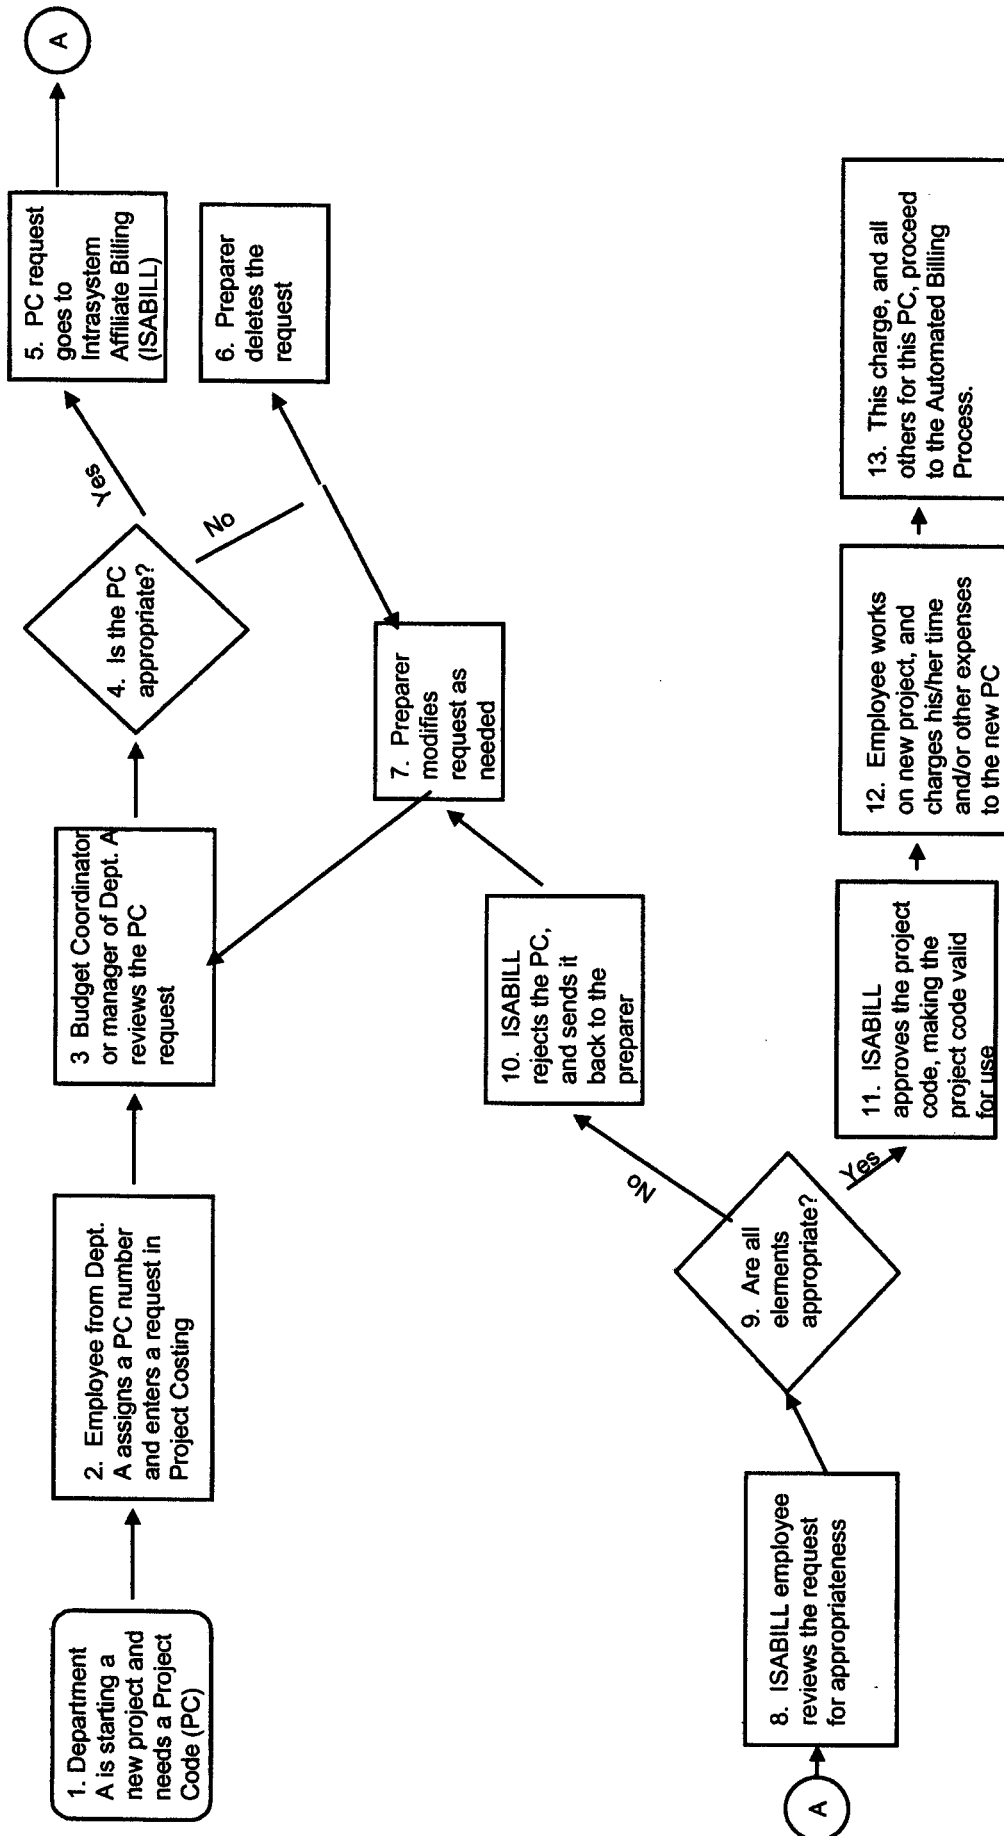 1. Department
A is starting a
new project and
needs a Project
Code (PC)
2. Employee from Dept.
A assigns a PC number
and enters a request in
Project Costing
3 Budget Coordinator
or manager of Dept. A
reviews the PC
request
4. Is the PC
appropriate?
Yes
No
5. PC request
goes to
Intrasystem
Affiliate Billing
(ISABILL)
A
6. Preparer
deletes the
request
7. Preparer
modifies
request as
needed
A
8. ISABILL employee
reviews the request
for appropriateness
9. Are all
elements
appropriate?
No
Yes
10. ISABILL
rejects the PC,
and sends it
back to the
preparer
11. ISABILL
approves the project
code, making the
project code valid
for use
12. Employee works
on new project, and
charges his/her time
and/or other expenses
to the new PC
13. This charge, and all
others for this PC, proceed
to the Automated Billing
Process.